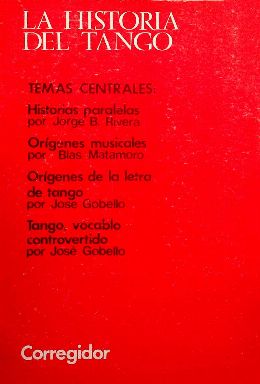 LA HISTORIA
DEL TANGO
TEMAS CENTRALES:
Historias paralelas
por Jorge B. Rivera
Orígenes musicales
por Blas Matamoro
Orígenes de la letra
de tango
por José Gobello
Tango, vocablo
controvertido
por José Gobello
Corregidor